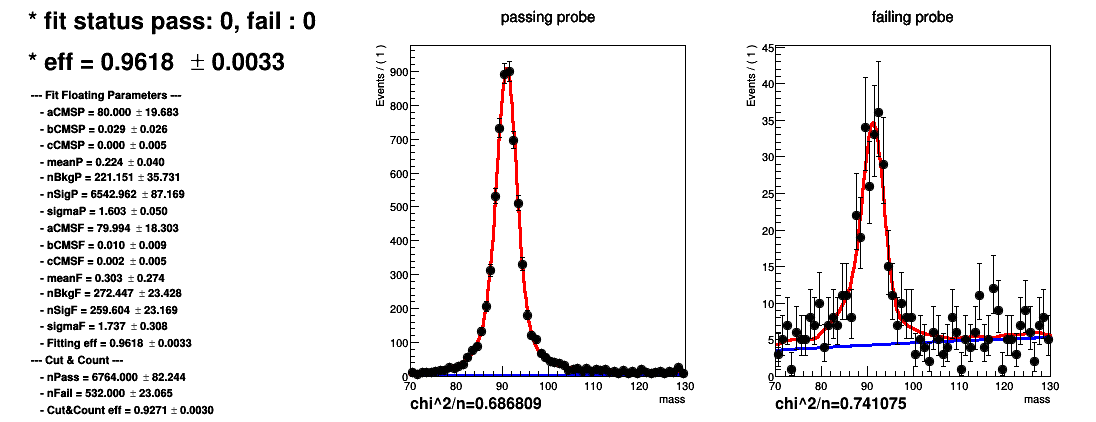 * fit status pass: 0, fail : 0
* eff = 0.9618 ± 0.0033
--- Fit Floating Parameters ---
- aCMSP = 80.000 ± 19.683
- bCMSP = 0.029 ± 0.026
- cCMSP = 0.000 ± 0.005
- meanP = 0.224 ± 0.040
- nBkgP = 221.151 ± 35.731
- nSigP = 6542.962 ± 87.169
- sigmaP = 1.603 ± 0.050
- aCMSF = 79.994 ± 18.303
- bCMSF = 0.010 ± 0.009
- cCMSF = 0.002 ± 0.005
- meanF = 0.303 ± 0.274
- nBkgF = 272.447 ± 23.428
- nSigF = 259.604 ± 23.169
- sigmaF = 1.737 ± 0.308
- Fitting eff = 0.9618 ± 0.0033
--- Cut & Count ---
- nPass = 6764.000 ± 82.244
- nFail = 532.000 ± 23.065
- Cut&Count eff = 0.9271 ± 0.0030
passing probe
Events / ( 1 )
900
800
700
600
500
400
300
200
100
0
70 80 90 100 110 120 130
mass
chi^2/n=0.686809
failing probe
Events / ( 1 )
45
40
35
30
25
20
15
10
5
0
70 80 90 100 110 120 130
mass
chi^2/n=0.741075